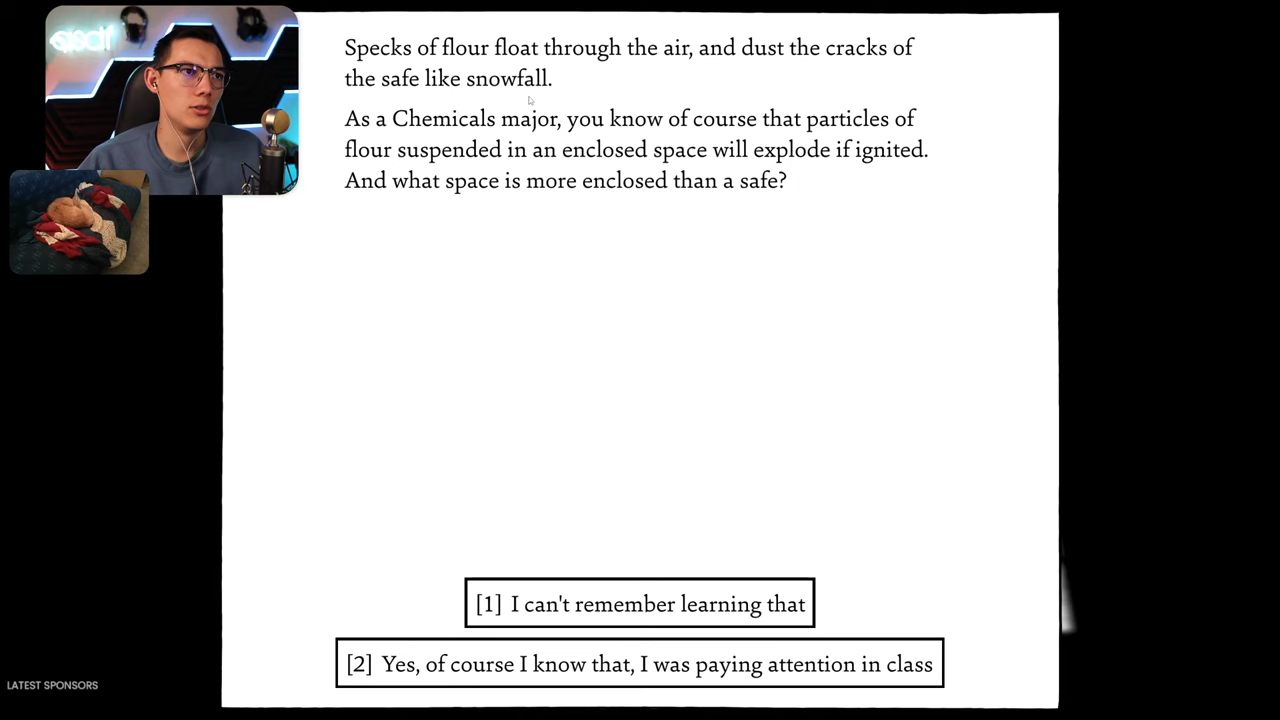 Specks of flour float through the air, and dust the cracks of
the safe like snowfall.
As a Chemicals major, you know of course that particles of
flour suspended in an enclosed space will explode if ignited.
And what space is more enclosed than a safe?
[1] I can't remember learning that
[2] Yes, of course I know that, I was paying attention in class
LATEST SPONSORS